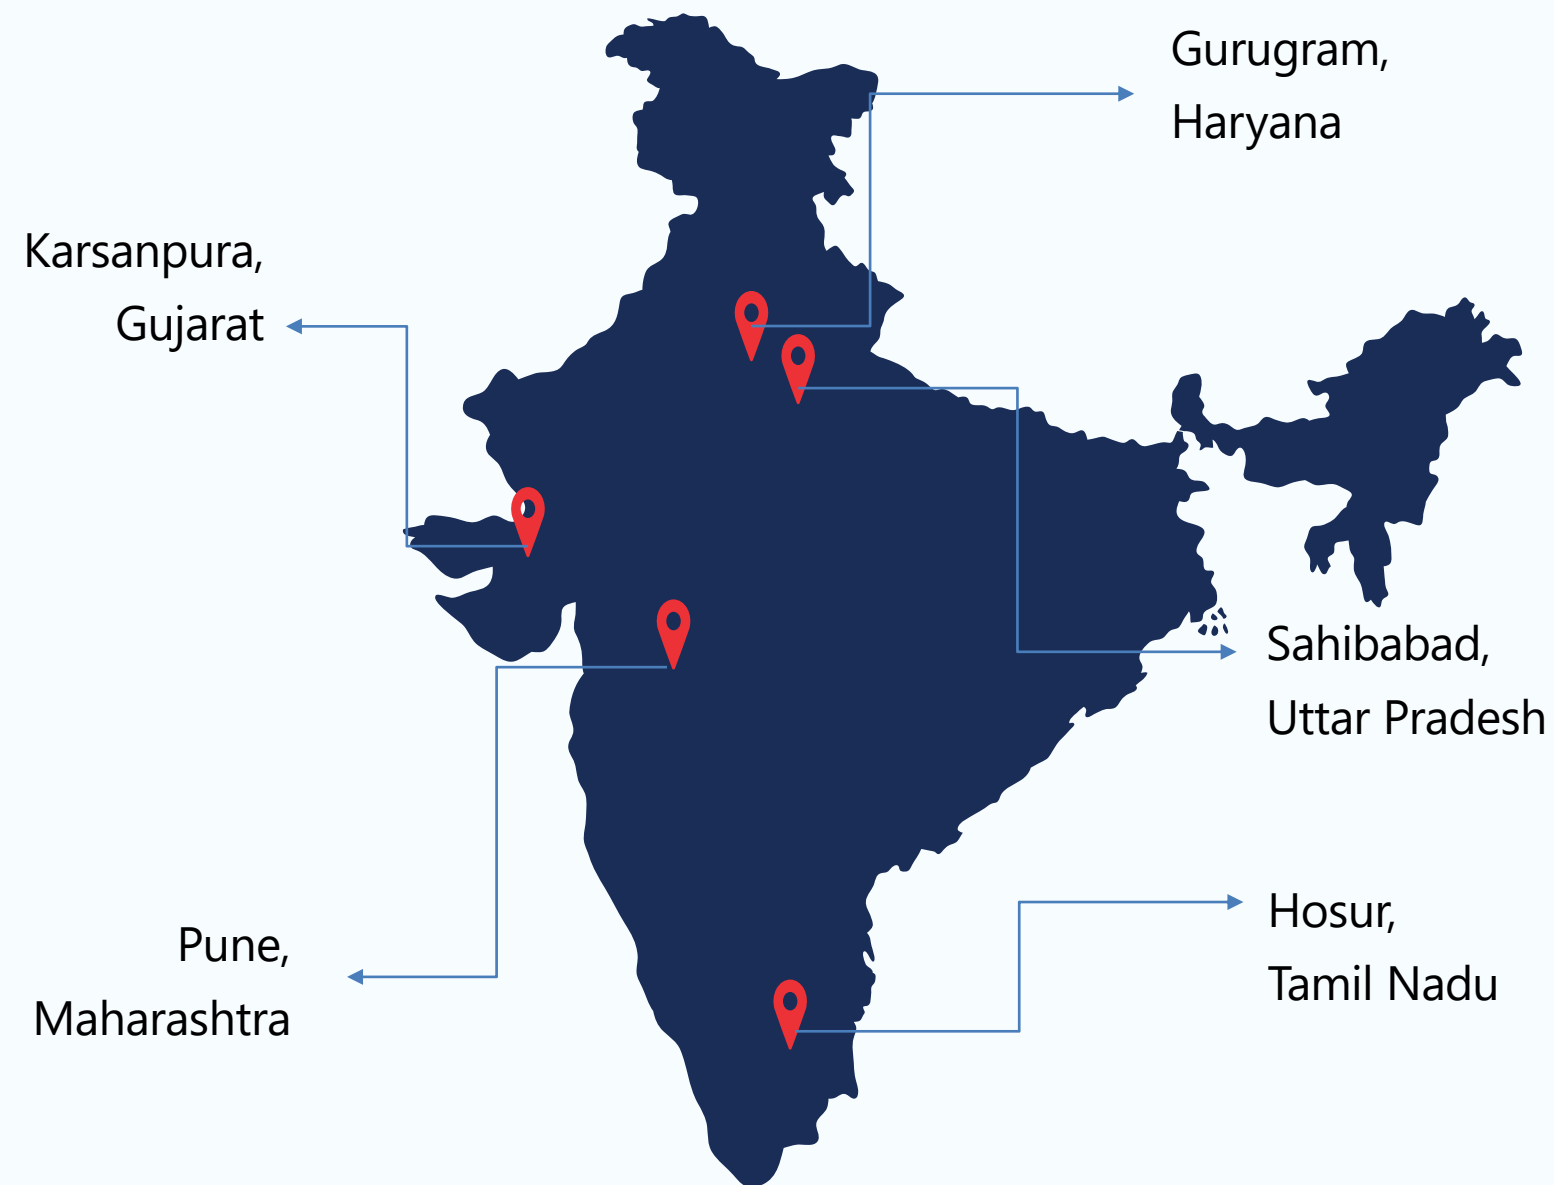 Gurugram,
Haryana
Karsanpura,
Gujarat
Sahibabad,
Uttar Pradesh
Hosur,
Tamil Nadu
Pune,
Maharashtra